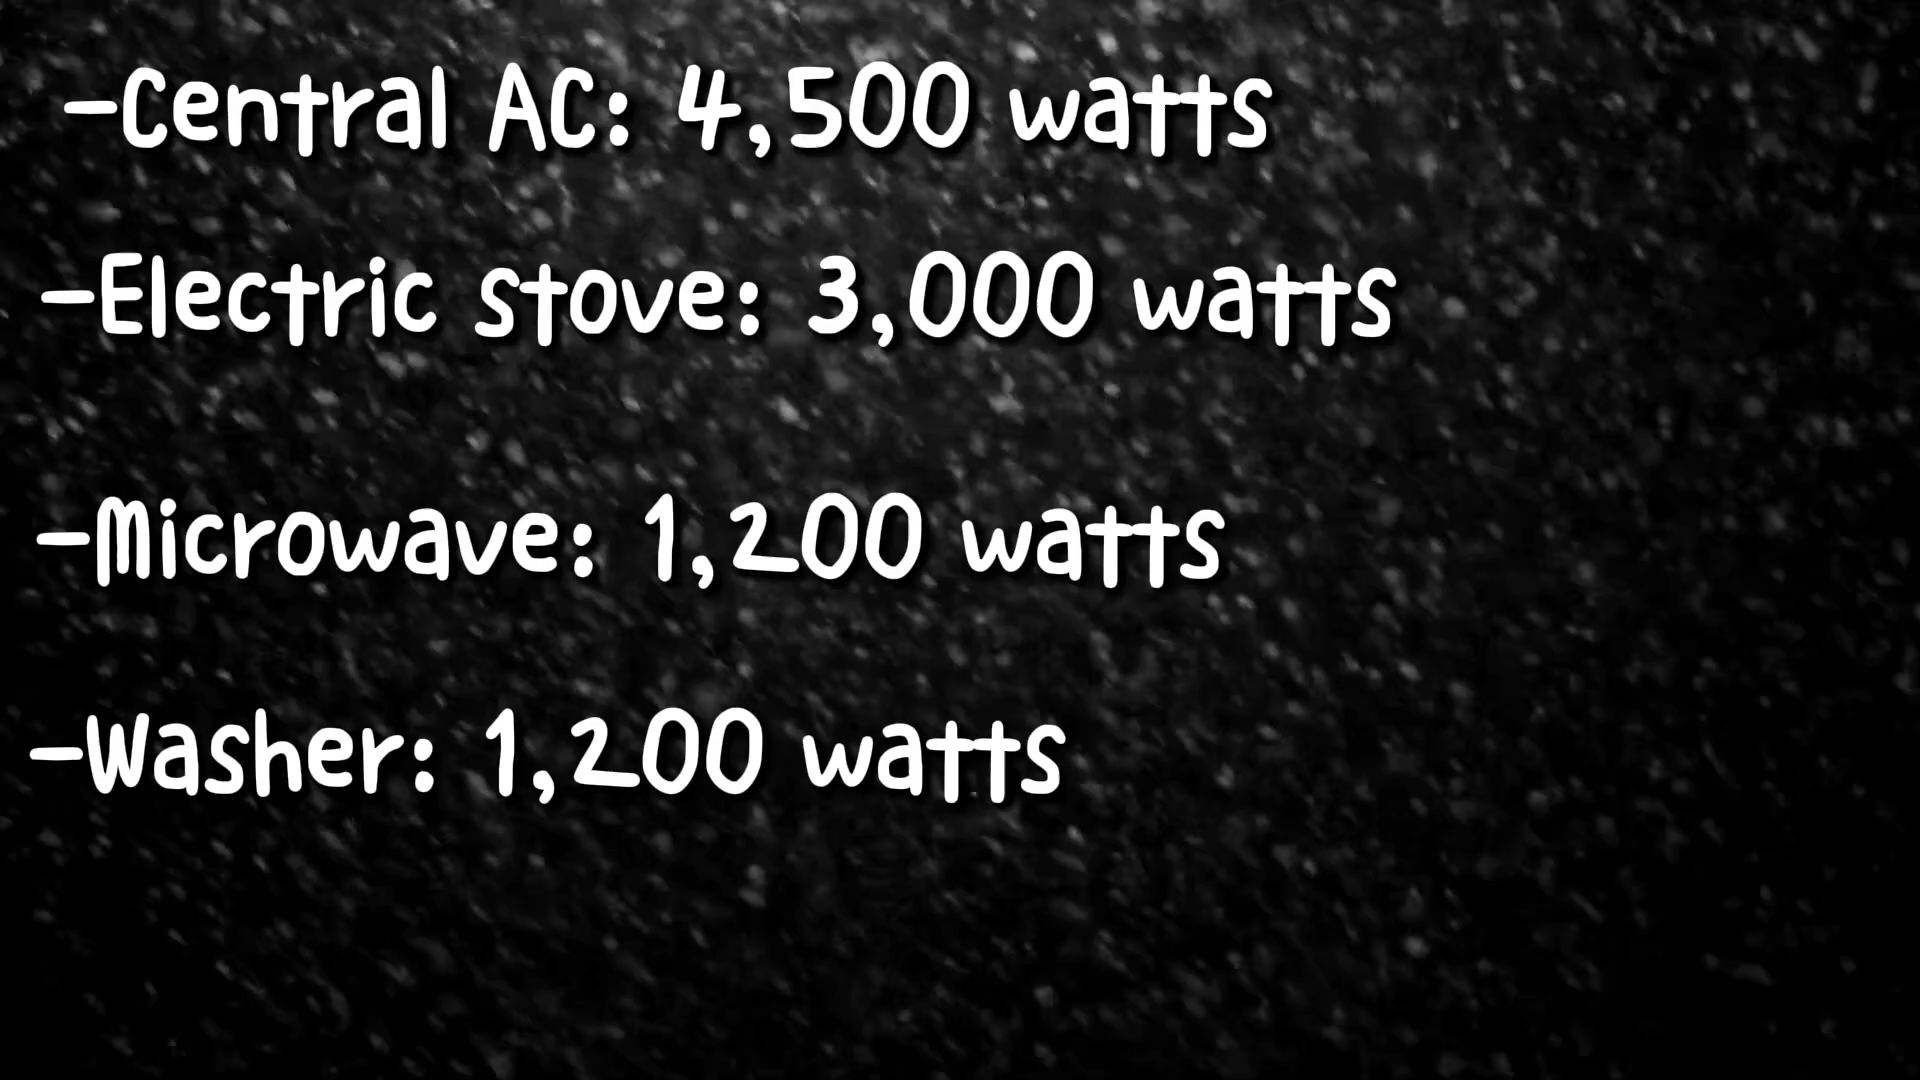 -Central AC: 4,500 watts
-Electric stove: 3,000 watts
-Microwave: 1,200 watts
-Washer: 1,200 watts